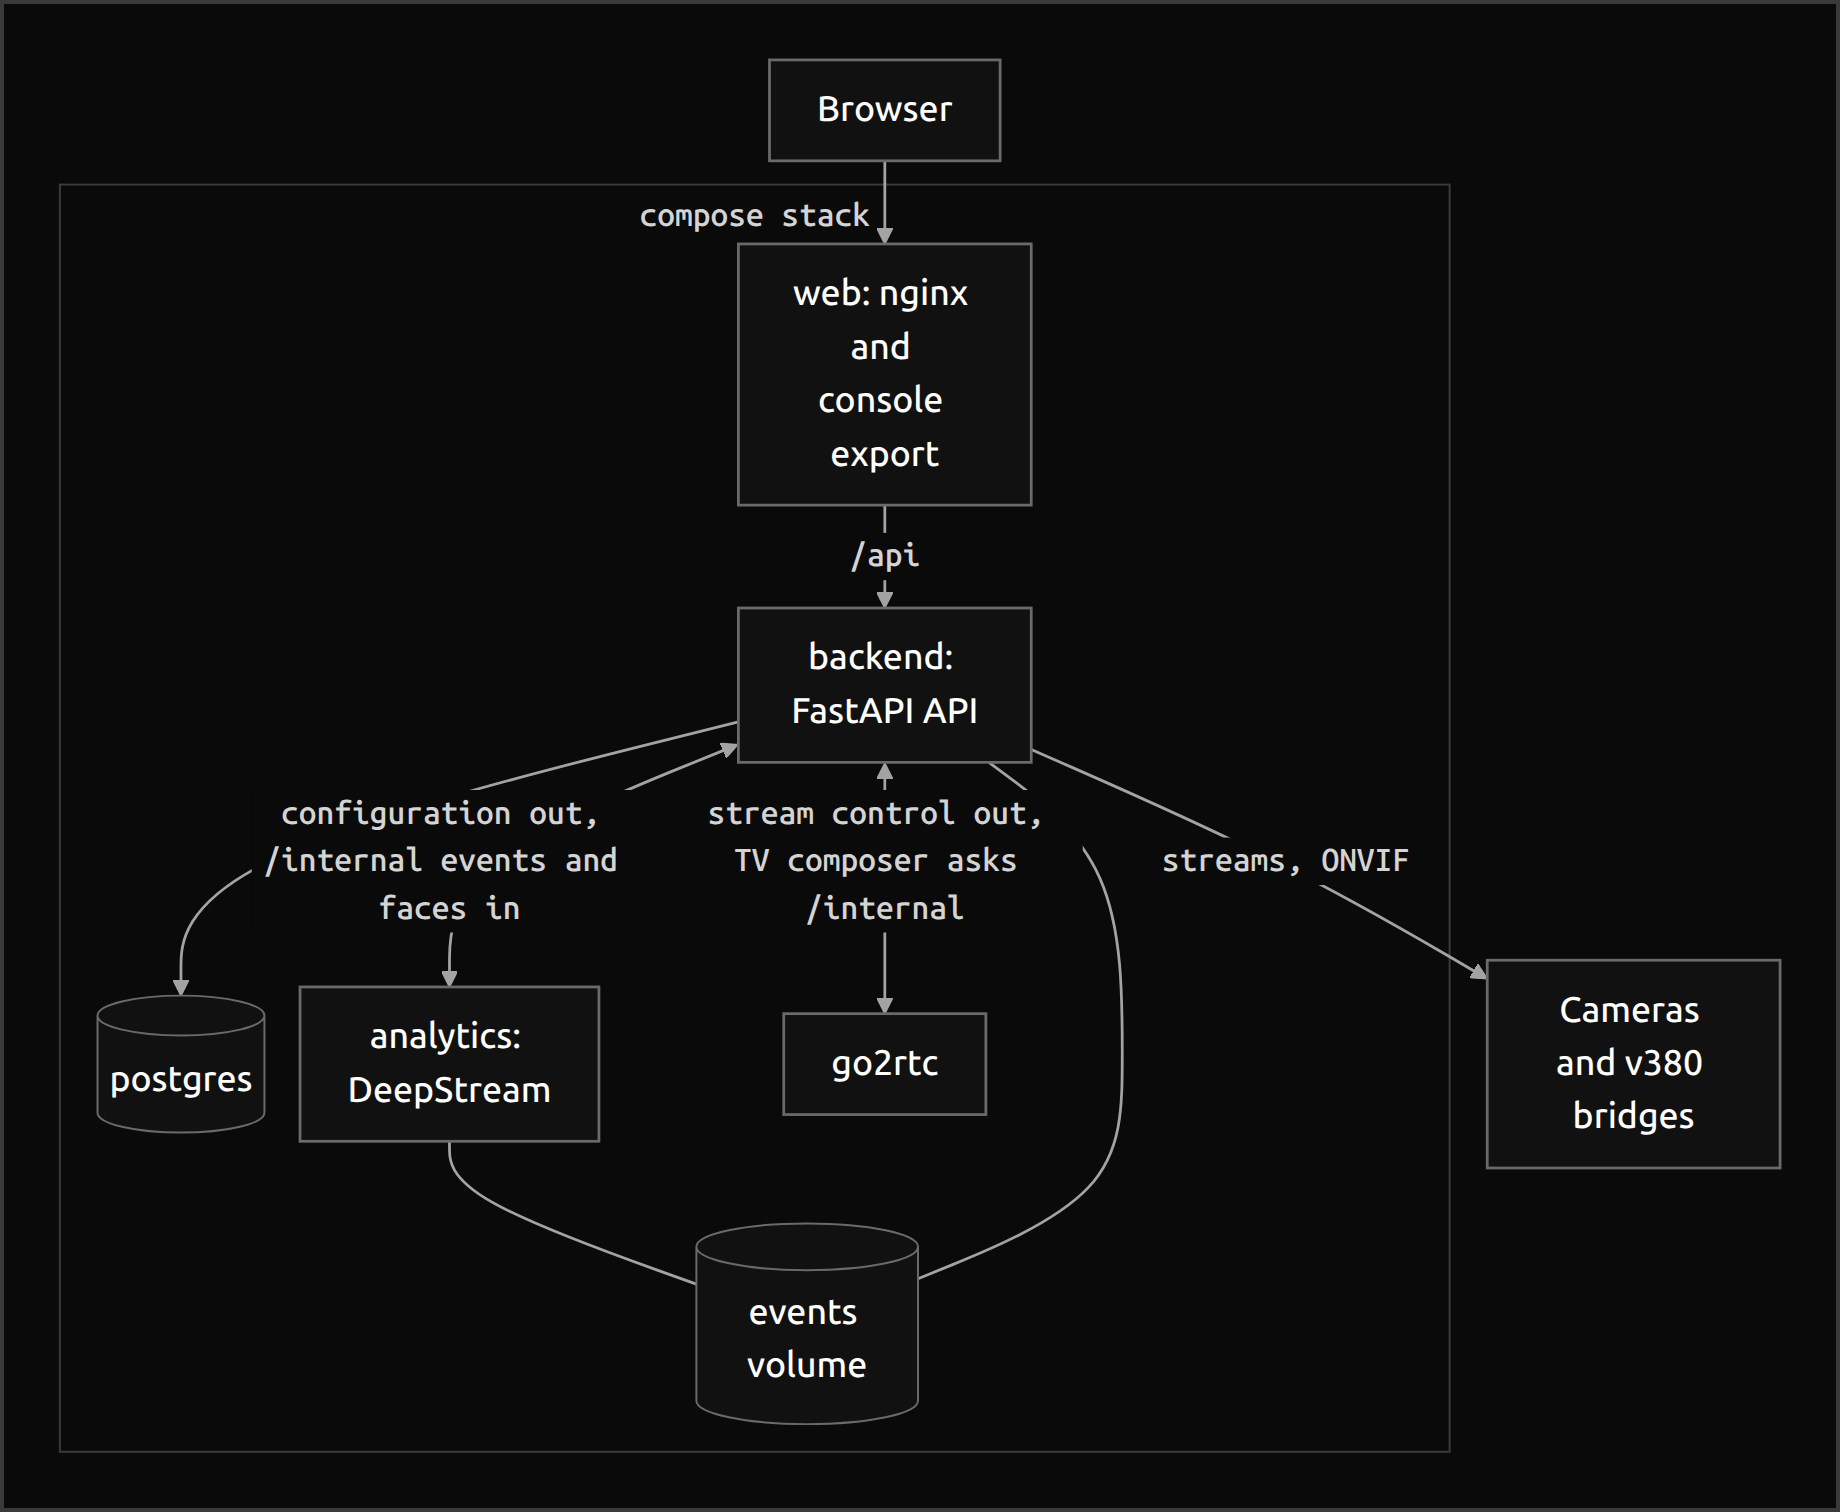 Browser
compose stack
web: nginx
and
console
export
/api
backend:
FastAPI API
configuration out,
/internal events and
faces in
stream control out,
TV composer asks
/internal
streams, ONVIF
postgres
analytics:
DeepStream
go2rtc
Cameras
and v380
bridges
events
volume